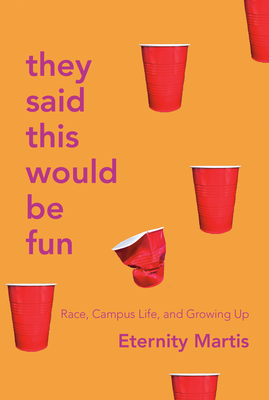 they
said
this
would
be
fun
Race, Campus Life, and Growing Up
Eternity Martis